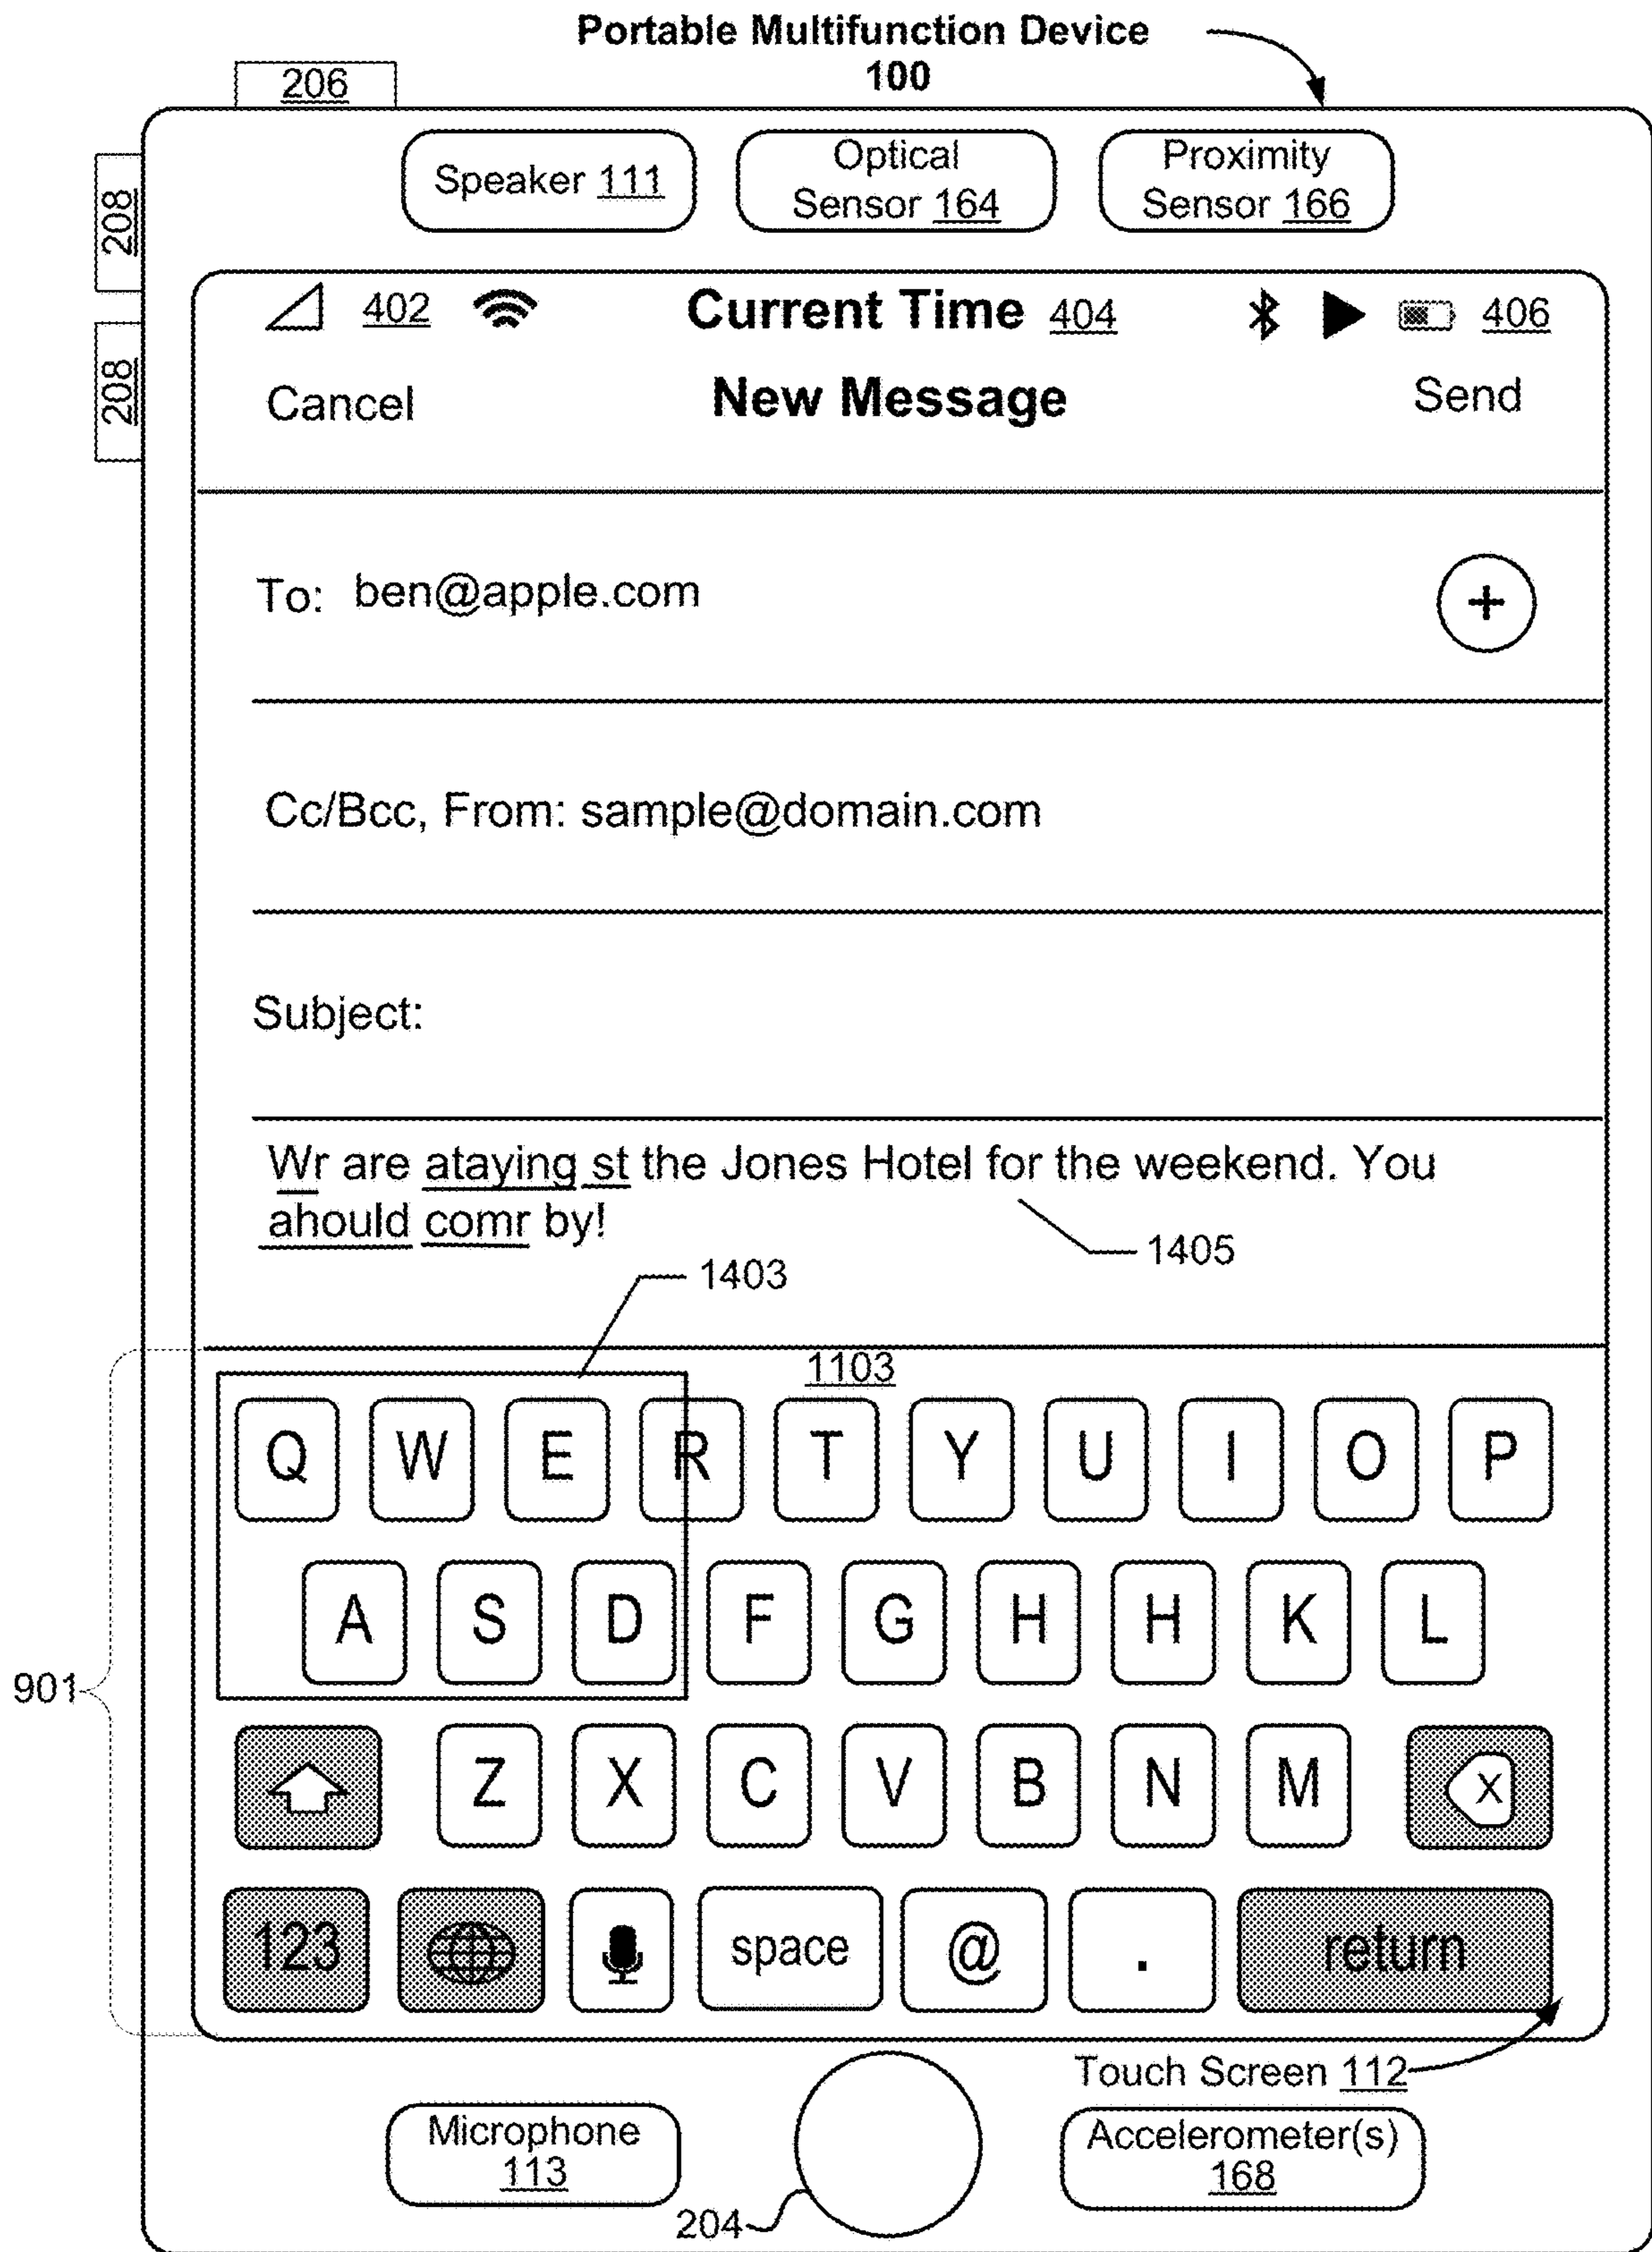 Portable Multifunction Device
100
206
208
208
Speaker 111
Optical
Sensor 164
Proximity
Sensor 166
402 Current Time 404 406
Cancel New Message Send
To: ben@apple.com +
Cc/Bcc, From: sample@domain.com
Subject:
Wr are ataying st the Jones Hotel for the weekend. You
ahould comr by!
1405
1403
1103
Q W E R T Y U I O P
A S D F G H H K L
901
Z X C V B N M X
123 space @ . return
Touch Screen 112
Microphone
113
204
Accelerometer(s)
168